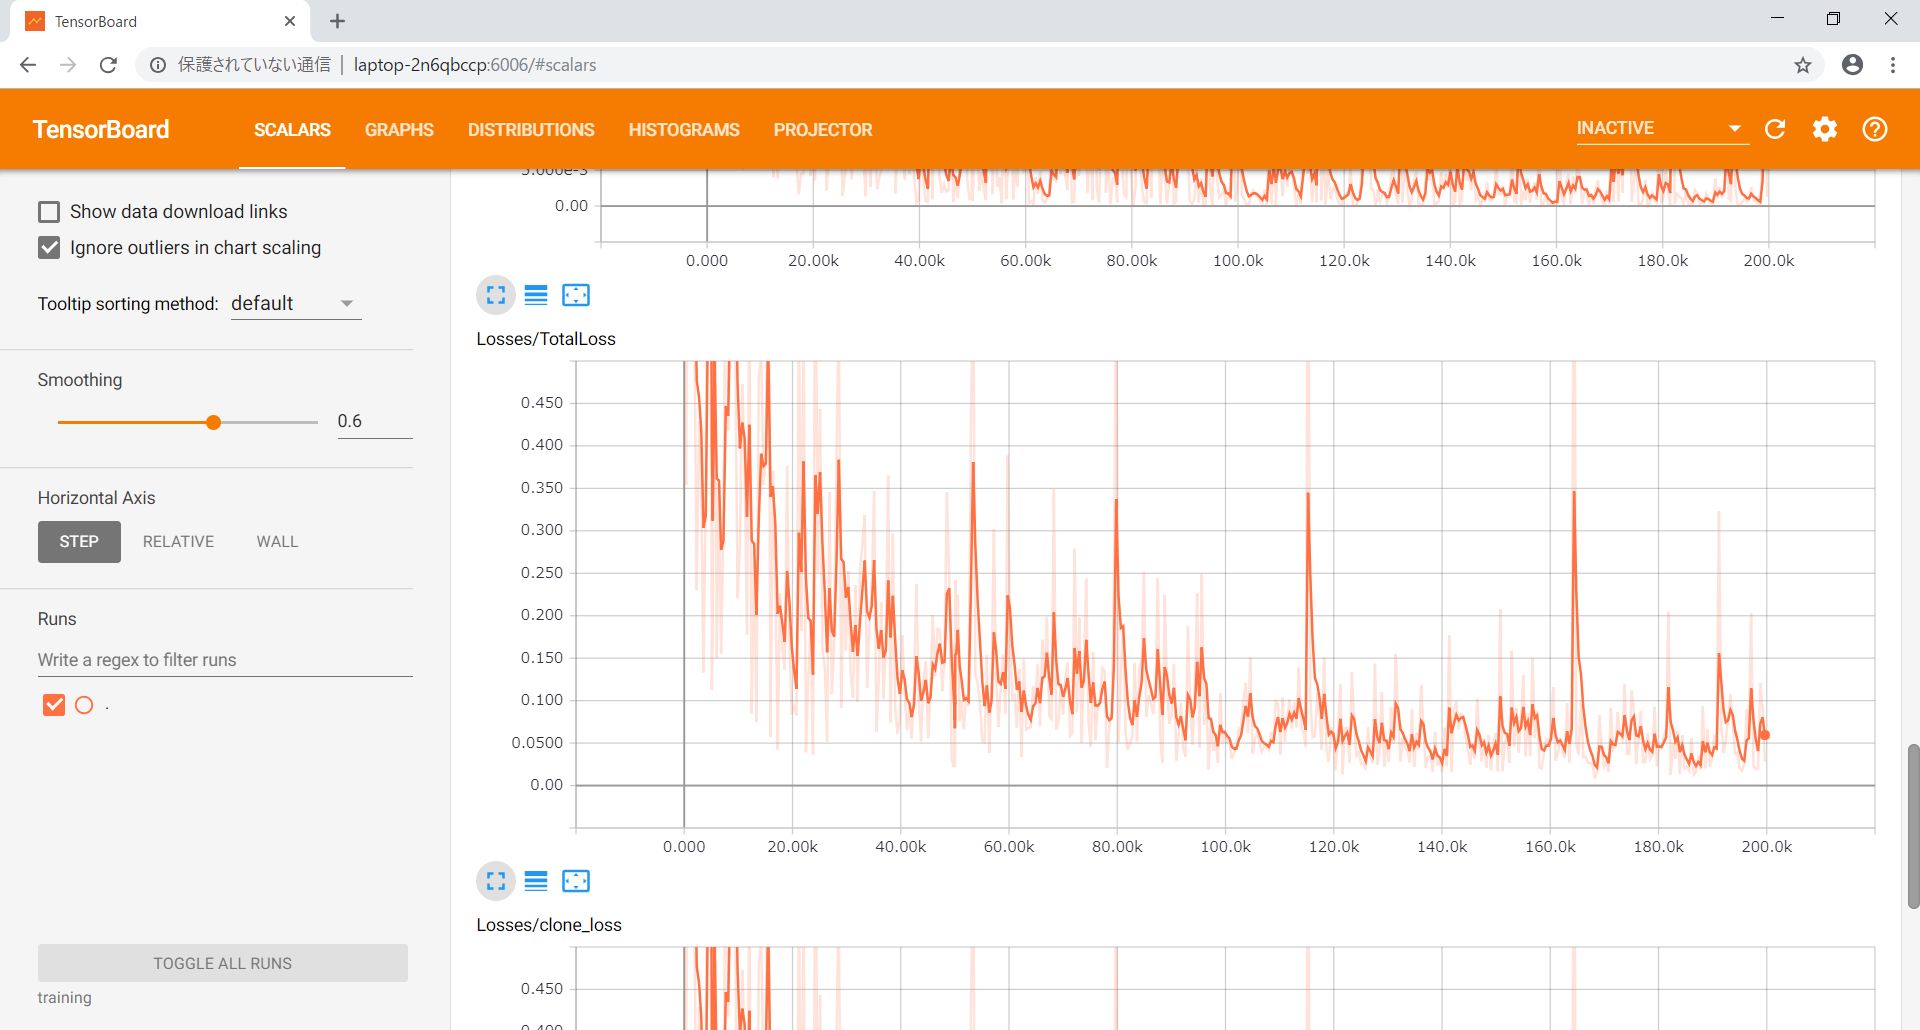 TensorBoard
保護されていない通信 | laptop-2n6qbccp:6006/#scalars
TensorBoard SCALARS GRAPHS DISTRIBUTIONS HISTOGRAMS PROJECTOR INACTIVE
Show data download links
Ignore outliers in chart scaling
Tooltip sorting method: default
Smoothing
0.6
Horizontal Axis
STEP RELATIVE WALL
Runs
Write a regex to filter runs
.
TOGGLE ALL RUNS
training
5.000e-3
0.00
0.000 20.00k 40.00k 60.00k 80.00k 100.0k 120.0k 140.0k 160.0k 180.0k 200.0k
Losses/TotalLoss
0.450
0.400
0.350
0.300
0.250
0.200
0.150
0.100
0.0500
0.00
0.000 20.00k 40.00k 60.00k 80.00k 100.0k 120.0k 140.0k 160.0k 180.0k 200.0k
Losses/clone_loss
0.450
0.400